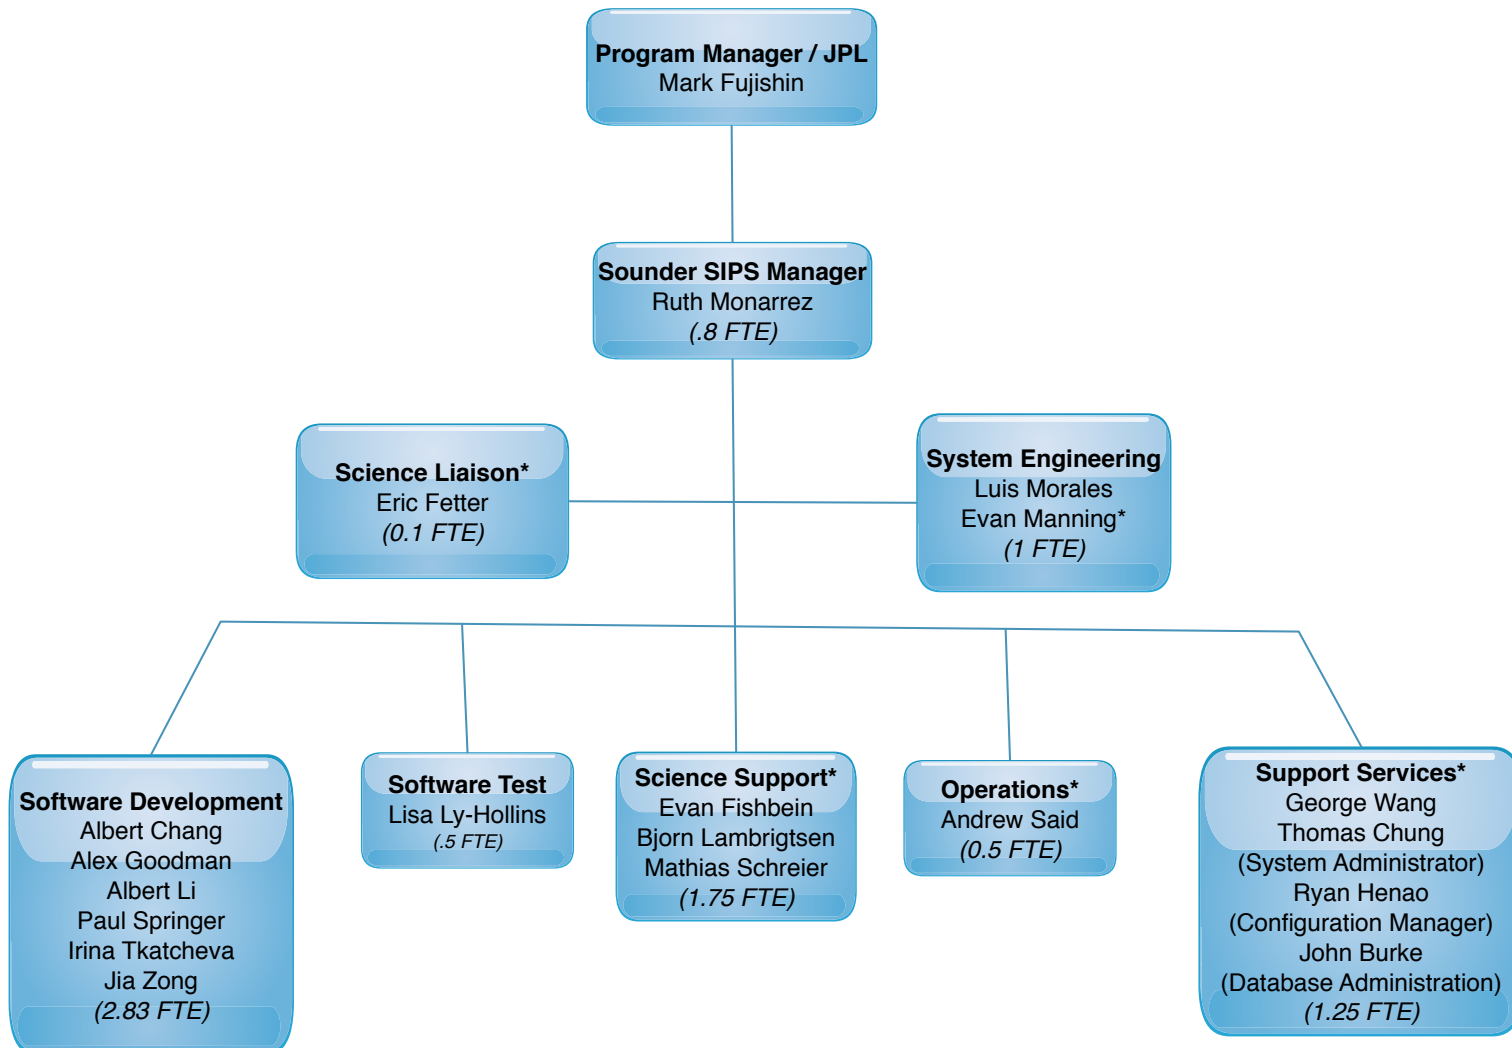 Program Manager / JPL
Mark Fujishin
Sounder SIPS Manager
Ruth Monarrez
(.8 FTE)
Science Liaison*
Eric Fetter
(0.1 FTE)
System Engineering
Luis Morales
Evan Manning*
(1 FTE)
Software Development
Albert Chang
Alex Goodman
Albert Li
Paul Springer
Irina Tkatcheva
Jia Zong
(2.83 FTE)
Software Test
Lisa Ly-Hollins
(.5 FTE)
Science Support*
Evan Fishbein
Bjorn Lambrigtsen
Mathias Schreier
(1.75 FTE)
Operations*
Andrew Said
(0.5 FTE)
Support Services*
George Wang
Thomas Chung
(System Administrator)
Ryan Henao
(Configuration Manager)
John Burke
(Database Administration)
(1.25 FTE)